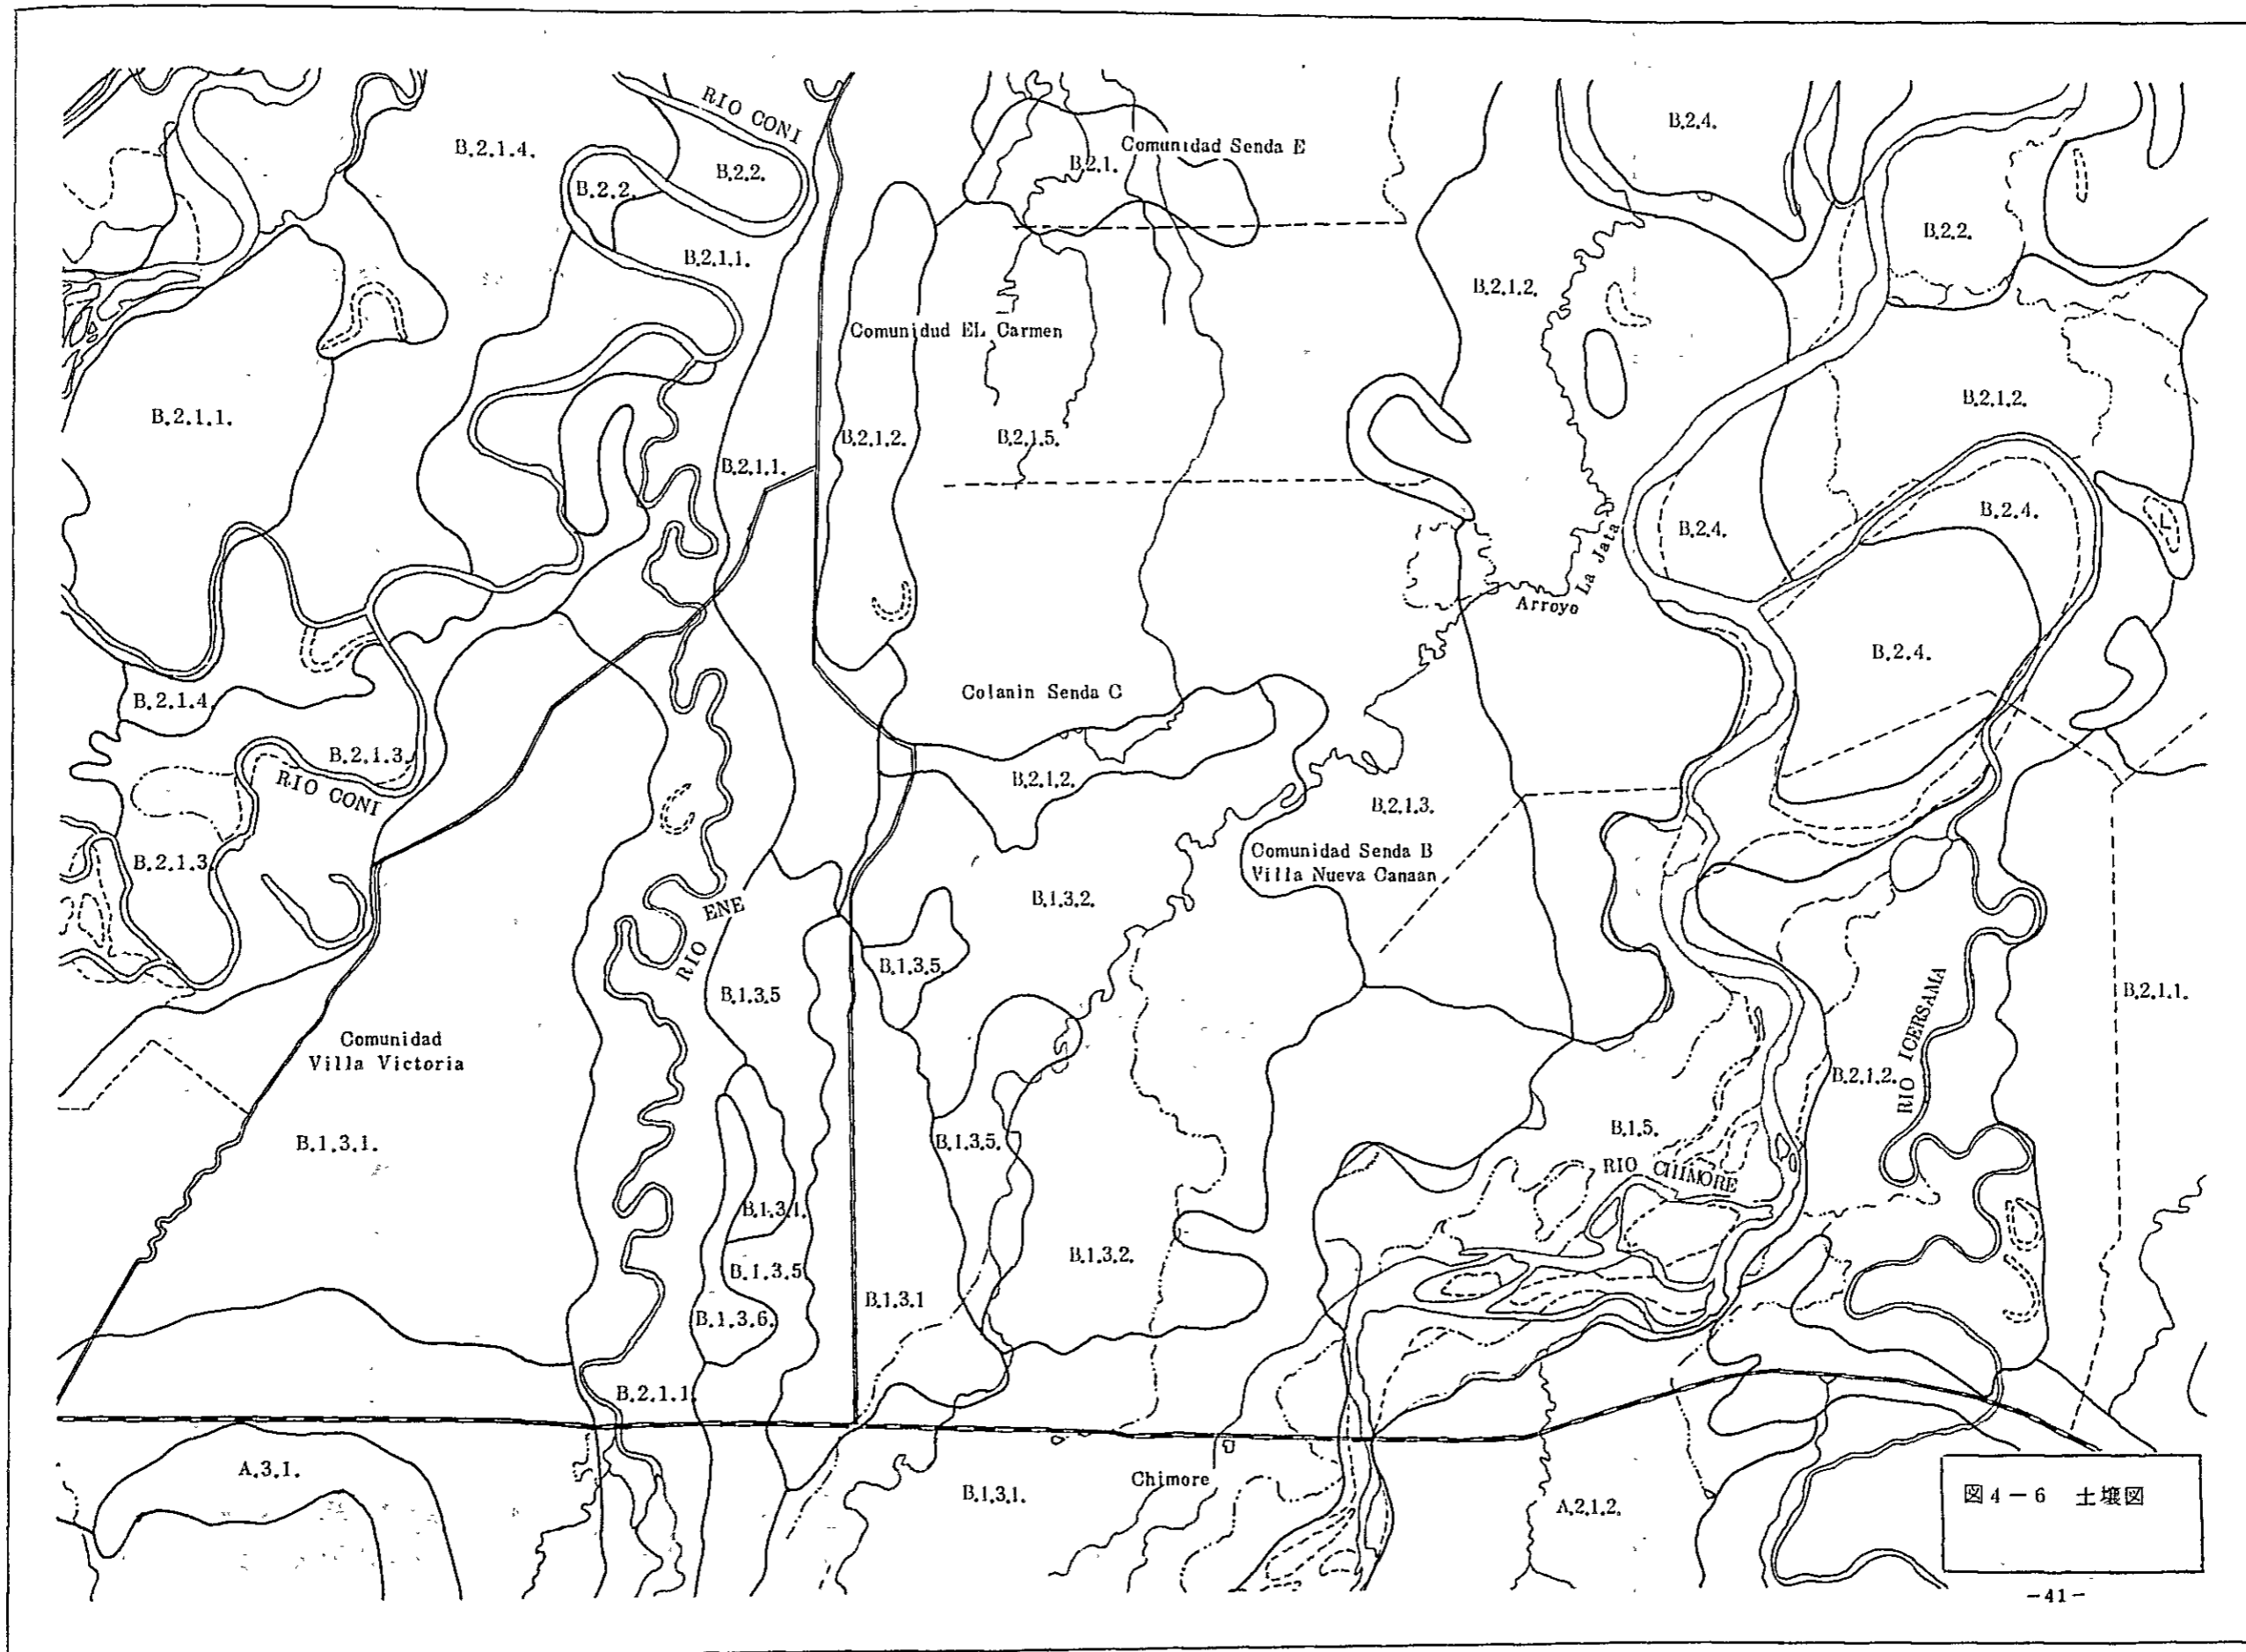 RIO CONI
B.2.4.
B.2.1.4.
Comunidad Senda E
B.2.1.
B.2.2.
B.2.2.
B.2.2.
B.2.1.1.
B.2.1.2.
Comunidud EL Carmen
B.2.1.2.
B.2.1.1.
B.2.1.2.
B.2.1.5.
B.2.1.1.
B.2.4.
B.2.4.
L
La Jata
Arroyo
B.2.4.
B.2.1.4.
Colanin Senda C
B.2.1.3.
RIO CONI
B.2.1.2.
B.2.1.3.
B.2.1.3.
Comunidad Senda B
Villa Nueva Canaan
B.1.3.2.
RIO ENE
B.1.3.5.
B.1.3.5
B.2.1.1.
RIO ICERSAMA
Comunidad
Villa Victoria
B.2.1.2.
B.1.3.1.
B.1.3.5.
B.1.5.
RIO CHIMORE
B.1.3.1.
B.1.3.2.
B.1.3.5
B.1.3.1
B.1.3.6.
B.2.1.1
A.3.1.
Chimore
B.1.3.1.
A.2.1.2.
図4-6 土壌図
-41-